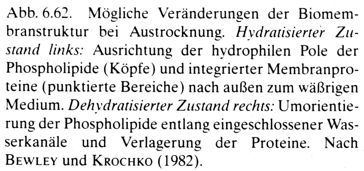 Abb. 6.62. Mögliche Veränderungen der Biomem-
branstruktur bei Austrocknung. Hydratisierter Zu-
stand links: Ausrichtung der hydrophilen Pole der
Phospholipide (Köpfe) und integrierter Membranpro-
teine (punktierte Bereiche) nach außen zum wäßrigen
Medium. Dehydratisierter Zustand rechts: Umorientie-
rung der Phospholipide entlang eingeschlossener Was-
serkanäle und Verlagerung der Proteine. Nach
BEWLEY und KROCHKO (1982).